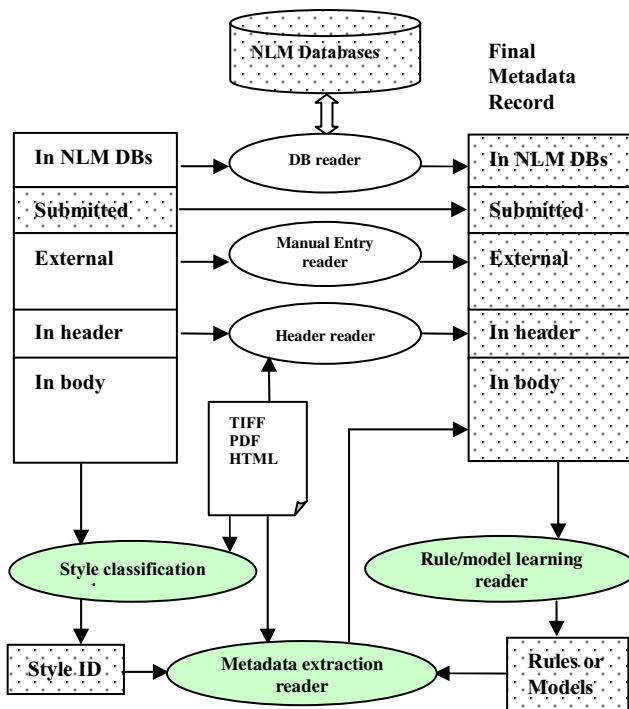 NLM Databases
Final
Metadata
Record
In NLM DBs
DB reader
In NLM DBs
Submitted
Submitted
External
Manual Entry
reader
External
In header
Header reader
In header
In body
In body
TIFF
PDF
HTML
Style classification
Rule/model learning
reader
Style ID
Metadata extraction
reader
Rules or
Models